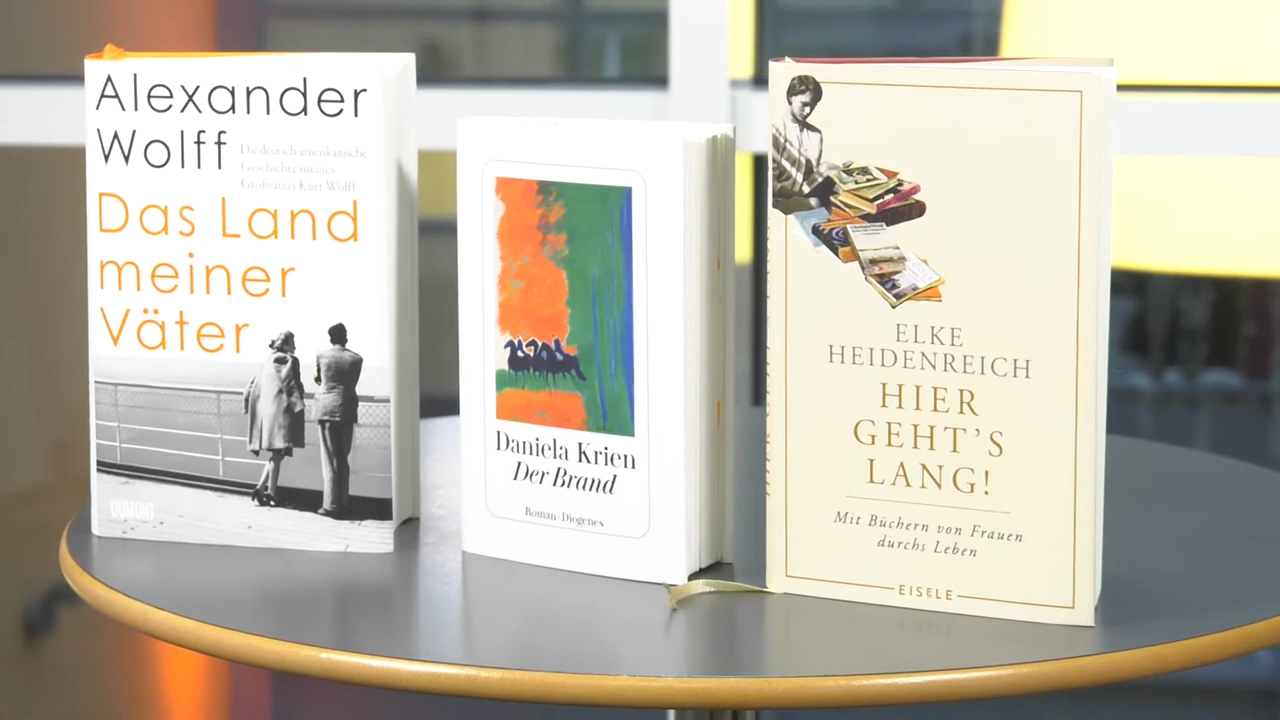 Alexander
Wolff
Die deutsch-amerikanische
Geschichte meines
Großvaters Kurt Wolff
Das Land
meiner
Väter
DUMONT
Daniela Krien
Der Brand
Roman · Diogenes
ELKE
HEIDENREICH
HIER
GEHT'S
LANG!
Mit Büchern von Frauen
durchs Leben
EISELE